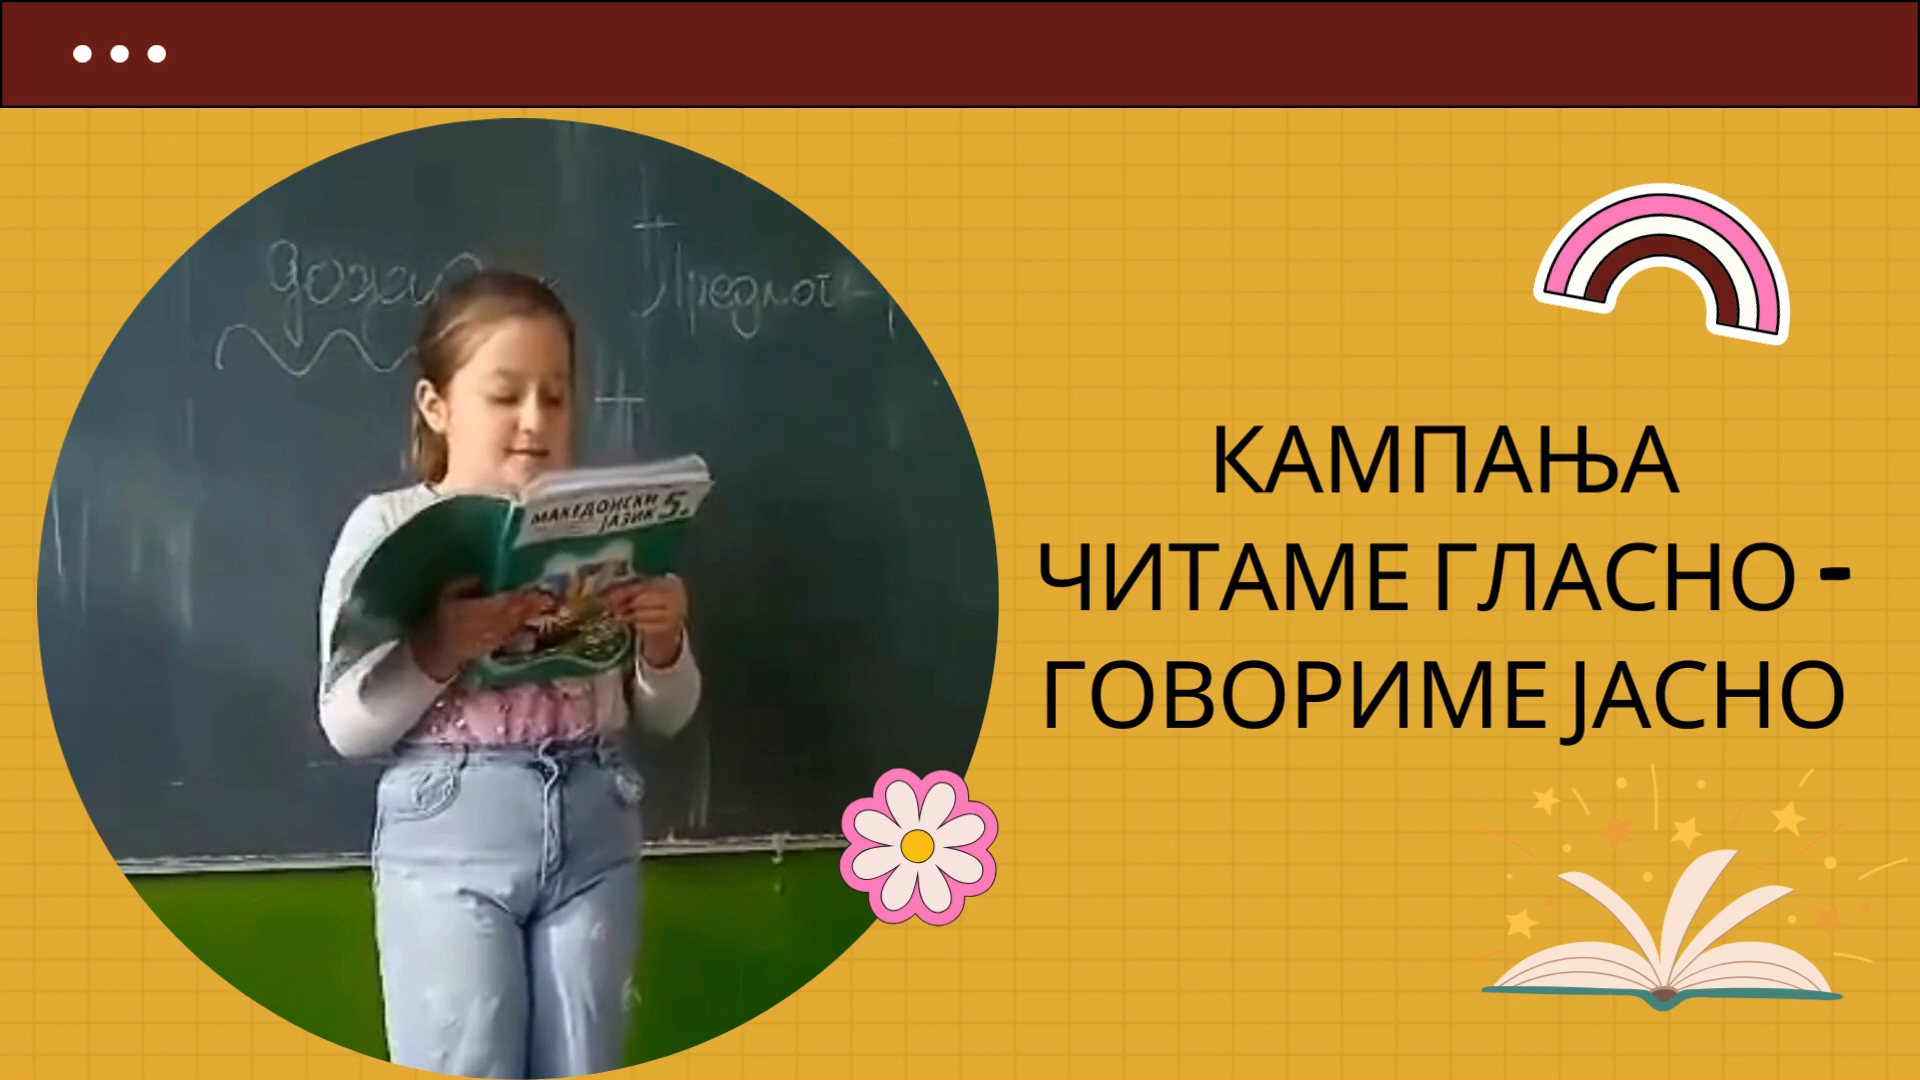 Предлог -
МАКЕДОНСКИ
ЈАЗИК 5.
КАМПАЊА
ЧИТАМЕ ГЛАСНО -
ГОВОРИМЕ ЈАСНО